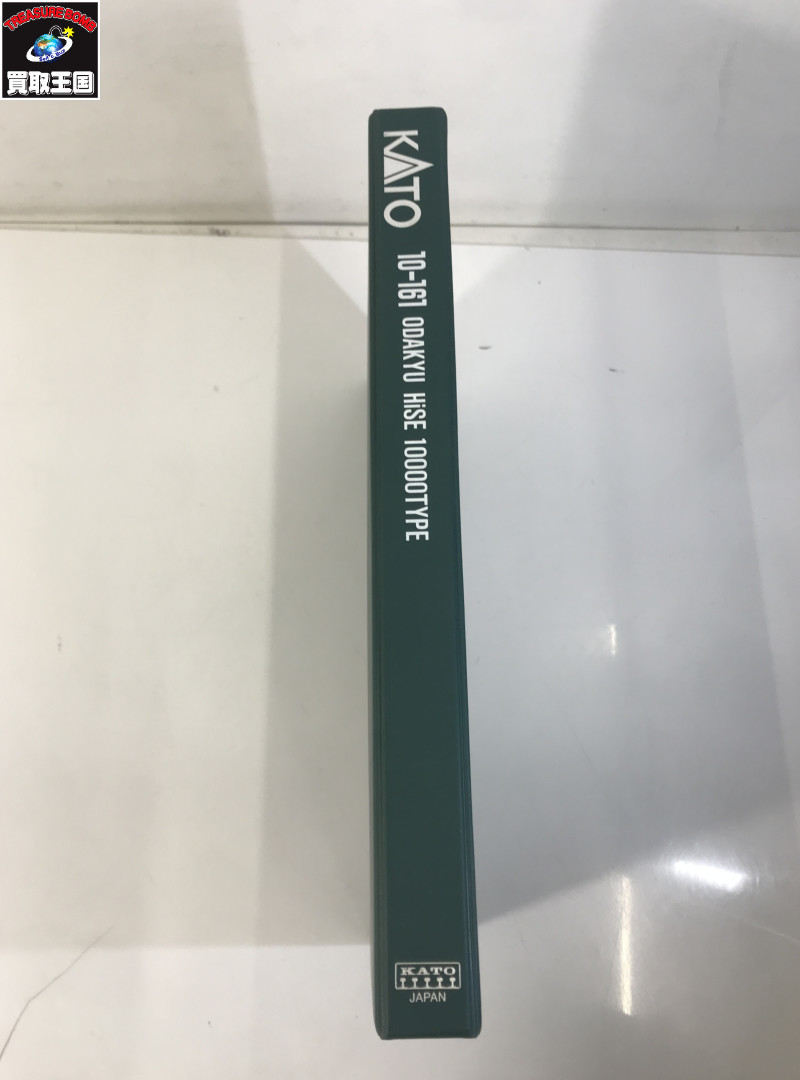 TREASURE BOMB
買取王国
KATO 10-161 ODAKYU HiSE 10000TYPE
KATO
JAPAN